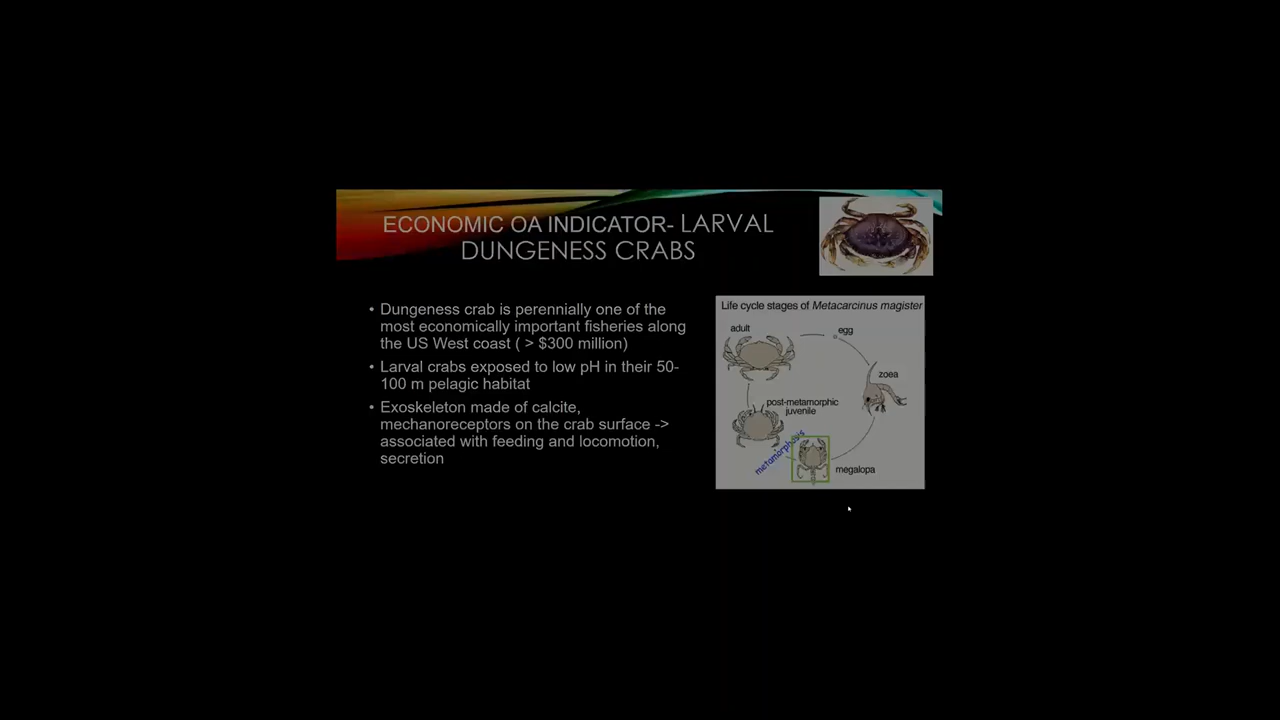 ECONOMIC OA INDICATOR- LARVAL
DUNGENESS CRABS
• Dungeness crab is perennially one of the
most economically important fisheries along
the US West coast ( > $300 million)
• Larval crabs exposed to low pH in their 50-
100 m pelagic habitat
• Exoskeleton made of calcite,
mechanoreceptors on the crab surface ->
associated with feeding and locomotion,
secretion
Life cycle stages of Metacarcinus magister
adult
egg
zoea
post-metamorphic
juvenile
metamorphosis
megalopa